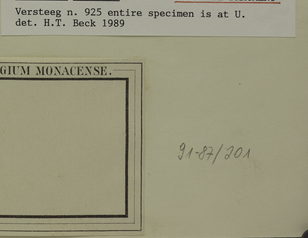 Versteeg n. 925 entire specimen is at U.
det. H.T. Beck 1989
GIUM MONACENSE.
91-87/201